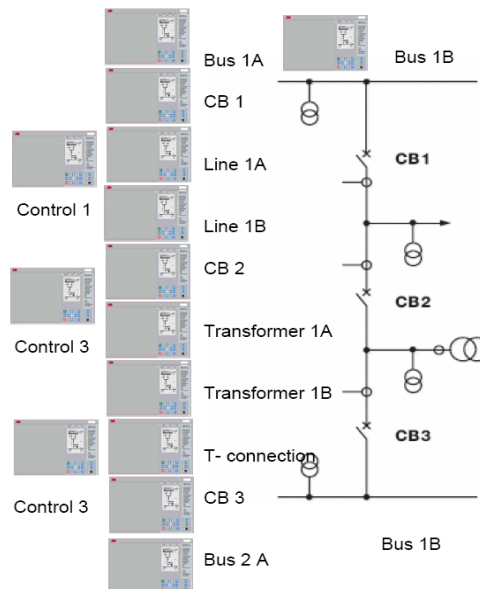 Bus 1A
Bus 1B
CB 1
Line 1A
CB1
Control 1
Line 1B
CB 2
CB2
Transformer 1A
Control 3
Transformer 1B
CB3
T- connection
Control 3
CB 3
Bus 1B
Bus 2 A